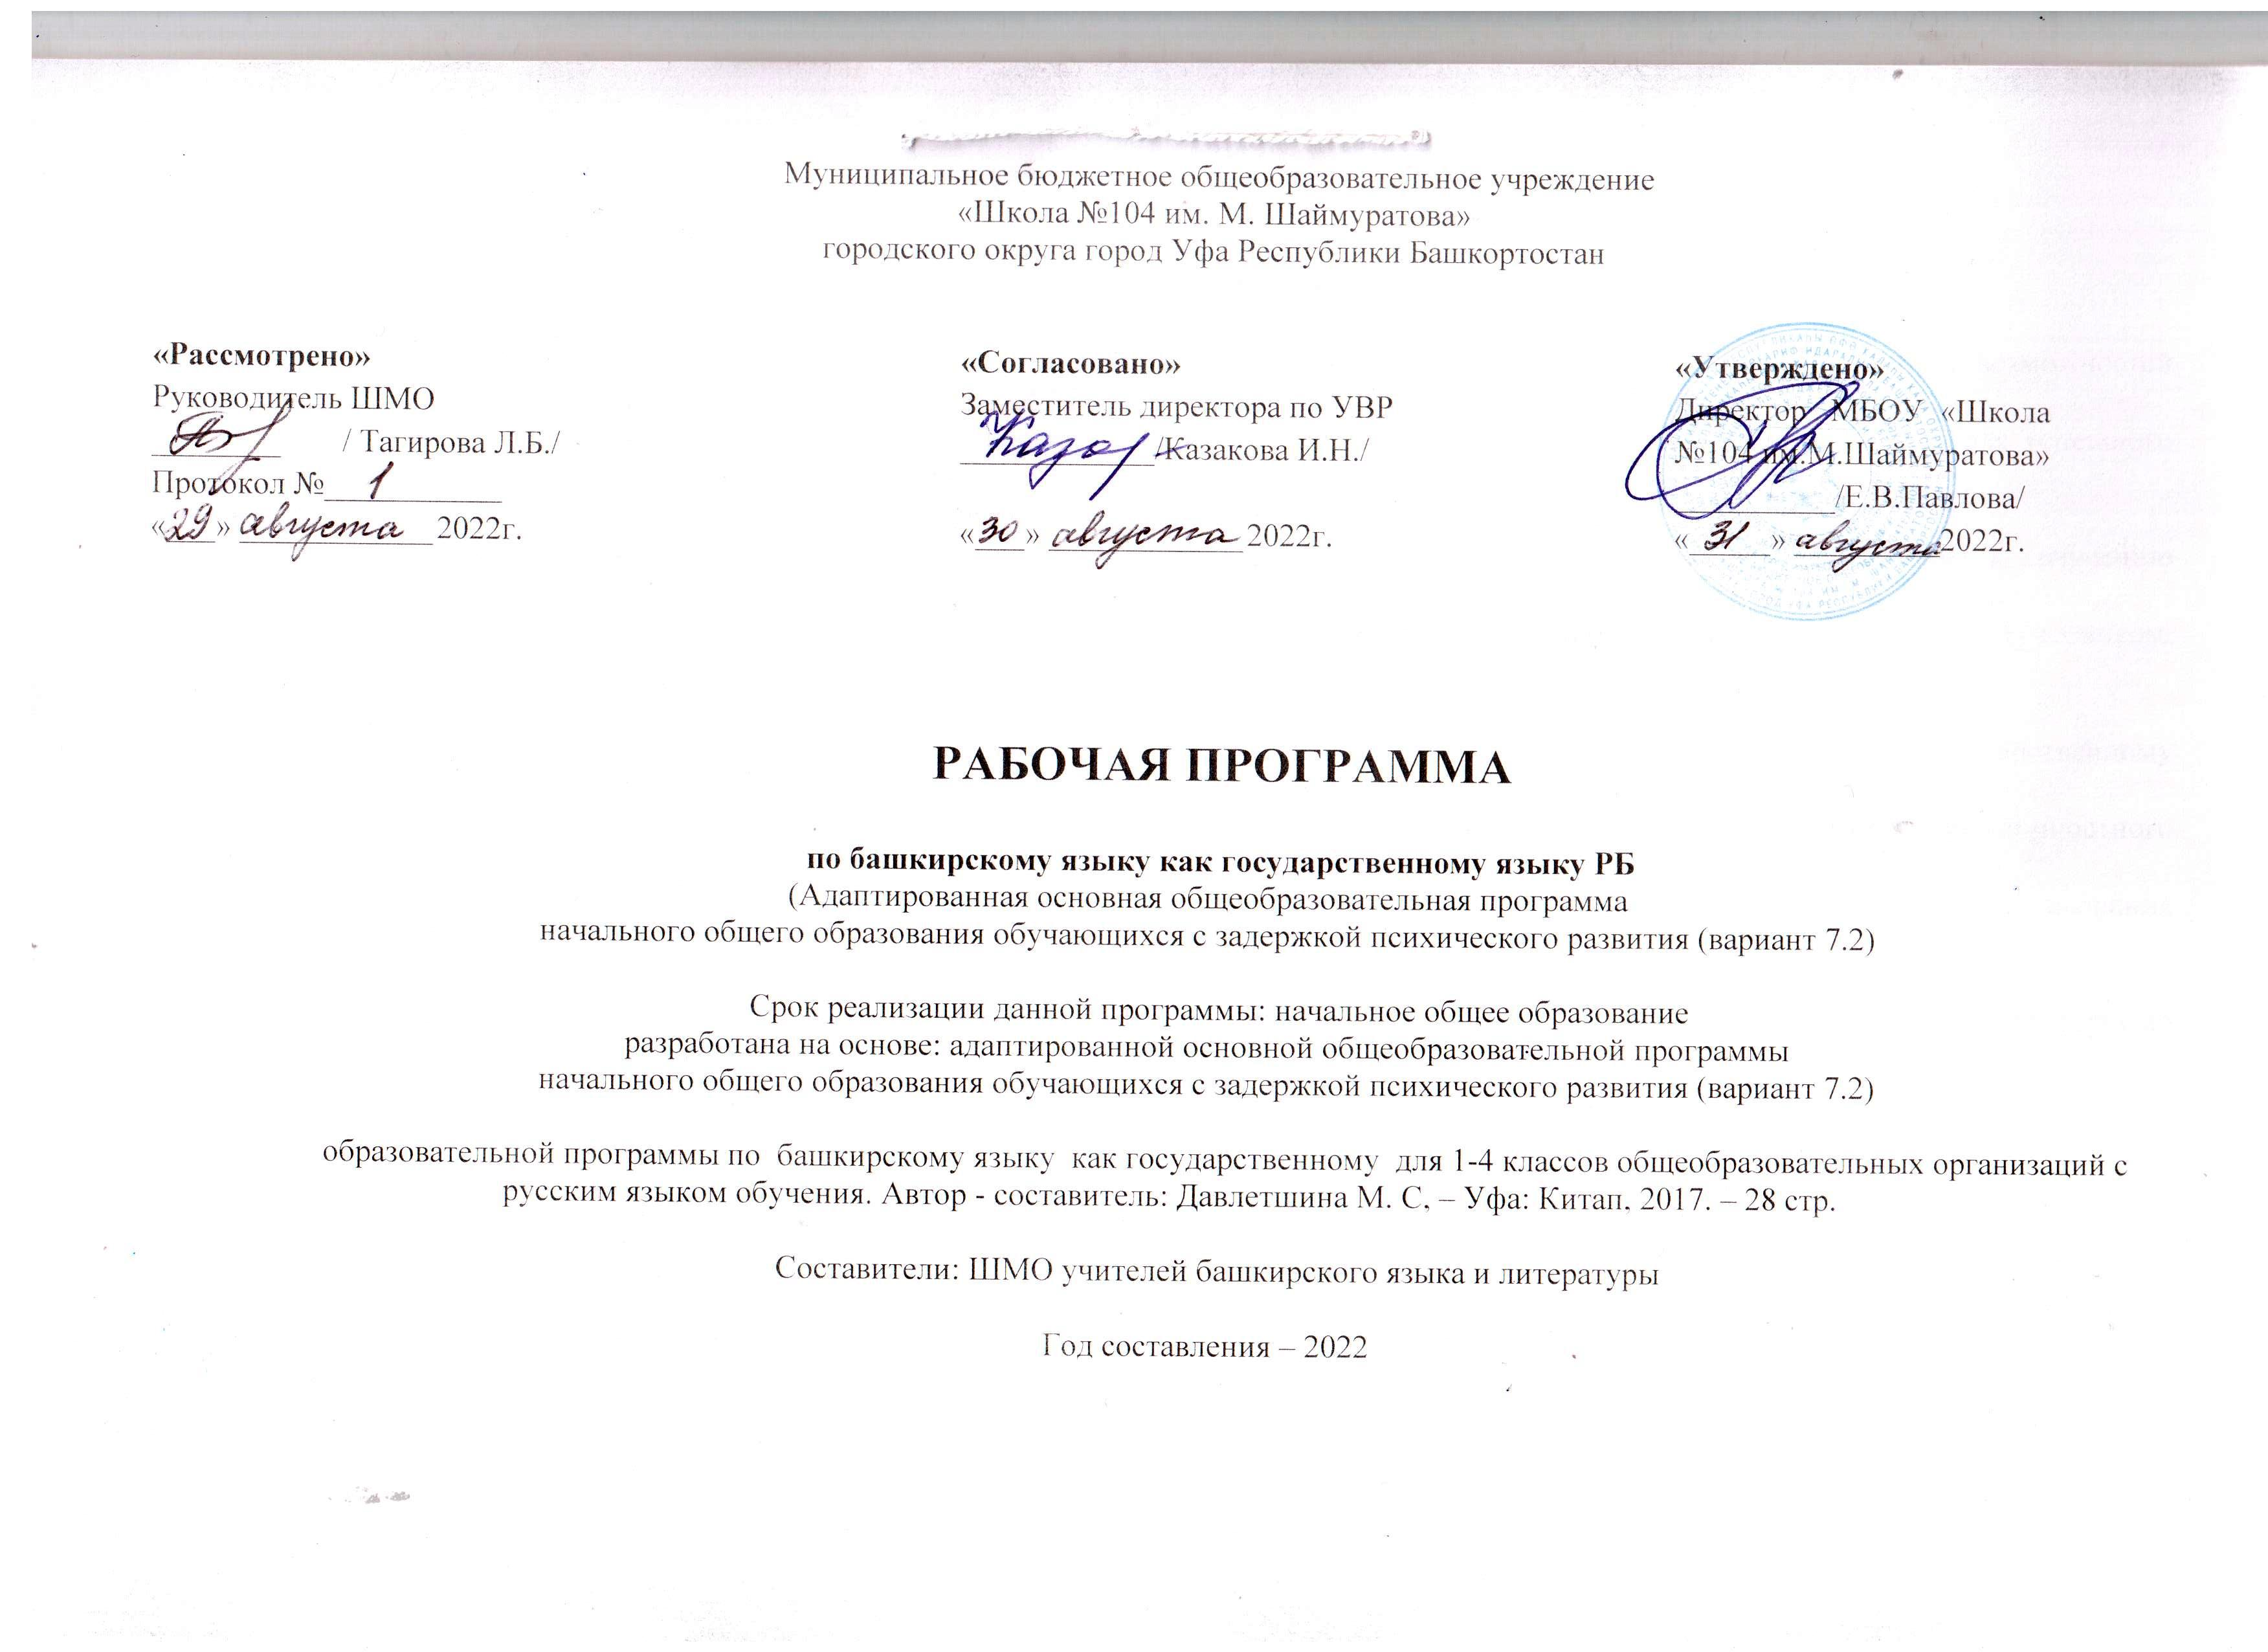 Муниципальное бюджетное общеобразовательное учреждение
«Школа №104 им. М. Шаймуратова»
городского округа город Уфа Республики Башкортостан
«Рассмотрено»
Руководитель ШМО
/ Тагирова Л.Б./
Протокол № 1
«29» августа 2022г.
«Согласовано»
Заместитель директора по УВР
/Казакова И.Н./
«30» августа 2022г.
«Утверждено»
Директор МБОУ «Школа
№104 им.М.Шаймуратова»
/Е.В.Павлова/
«31» августа 2022г.
РАБОЧАЯ ПРОГРАММА
по башкирскому языку как государственному языку РБ
(Адаптированная основная общеобразовательная программа
начального общего образования обучающихся с задержкой психического развития (вариант 7.2)
Срок реализации данной программы: начальное общее образование
разработана на основе: адаптированной основной общеобразовательной программы
начального общего образования обучающихся с задержкой психического развития (вариант 7.2)
образовательной программы по башкирскому языку как государственному для 1-4 классов общеобразовательных организаций с
русским языком обучения. Автор - составитель: Давлетшина М. С, – Уфа: Китап, 2017. – 28 стр.
Составители: ШМО учителей башкирского языка и литературы
Год составления – 2022